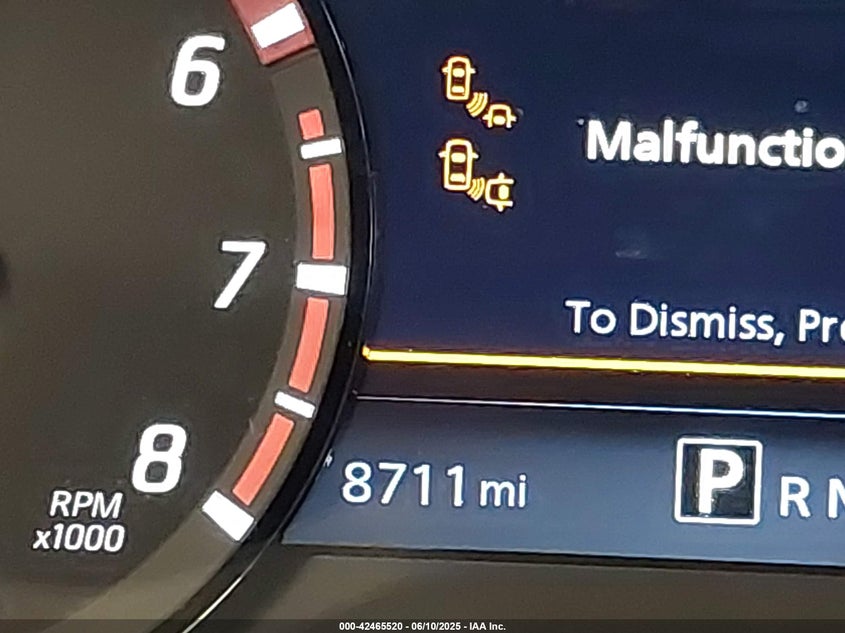 6
7
8
RPM
x1000
Malfunctio
To Dismiss, Pr
8711 mi
P R
000-42465520 - 06/10/2025 - IAA Inc.